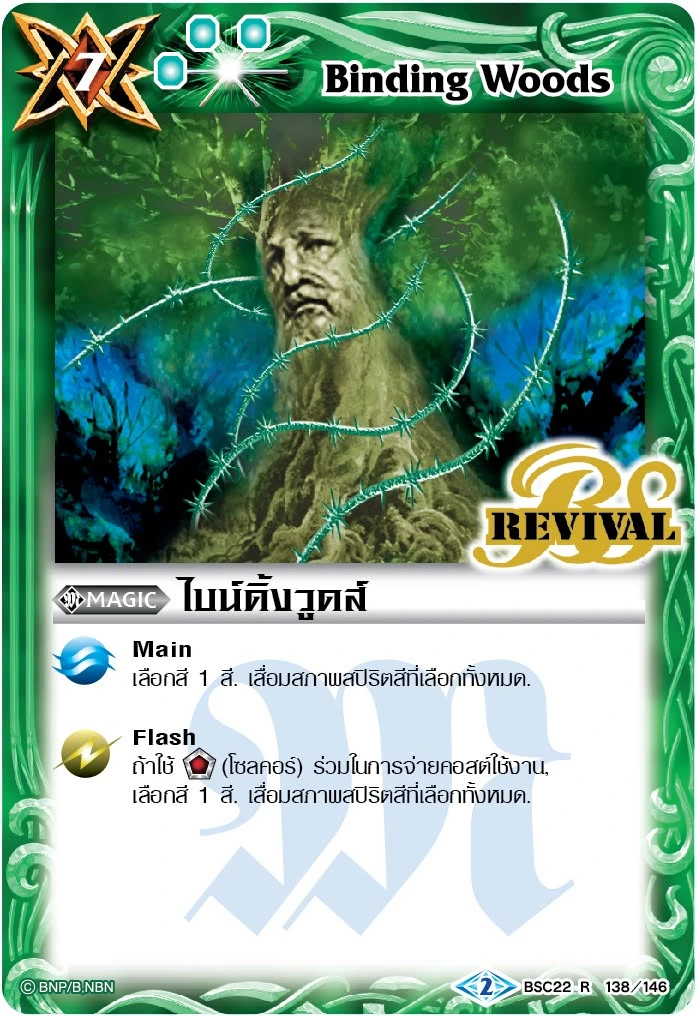 7
Binding Woods
BS
REVIVAL
MAGIC
ไบน์ดิ้งวูดส์
Main
เลือกสี 1 สี. เสื่อมสภาพสปิริตสีที่เลือกทั้งหมด.
Flash
ถ้าใช้ (โซลคอร์) ร่วมในการจ่ายคอสต์ใช้งาน,
เลือกสี 1 สี. เสื่อมสภาพสปิริตสีที่เลือกทั้งหมด.
© BNP/B,NBN
2
BSC22 R 138/146